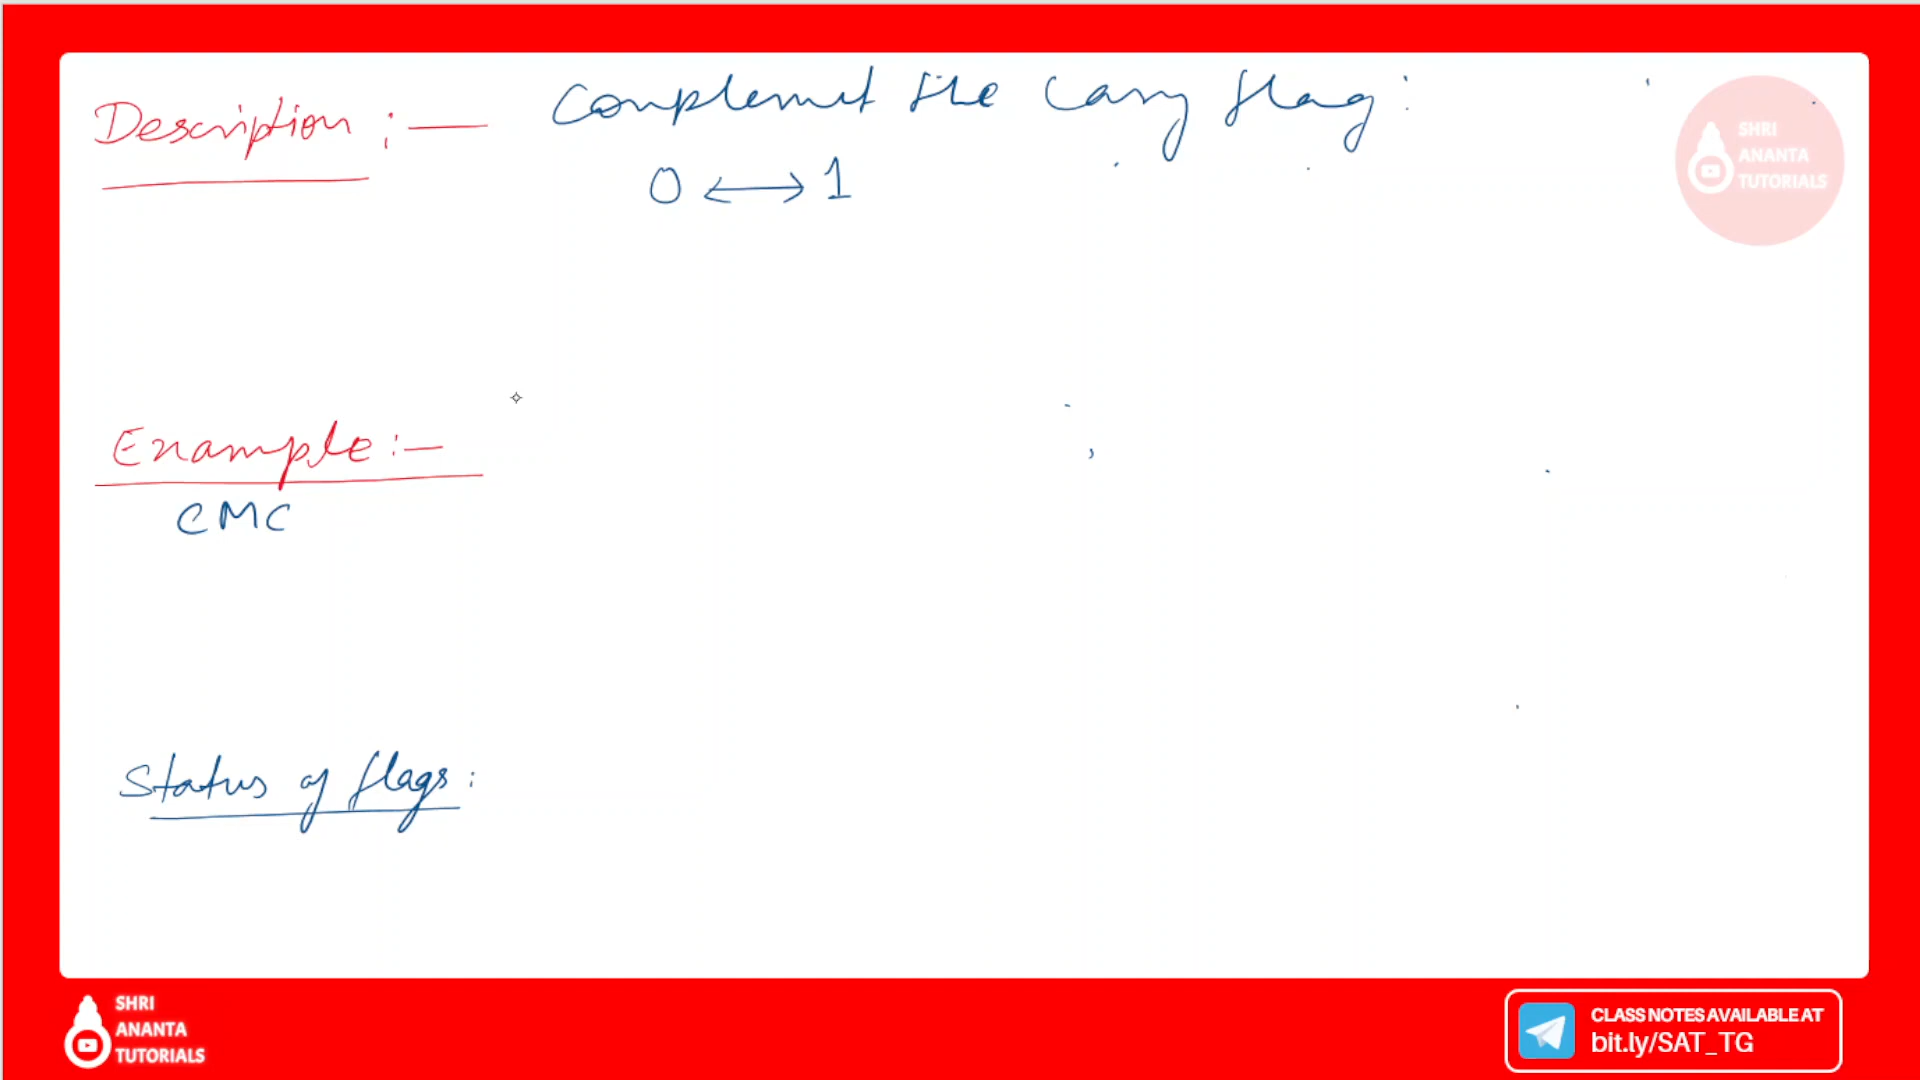 Description :—
Complement the Carry flag :
0 ⟷ 1
SHRI
ANANTA
TUTORIALS
Example :—
CMC
Status of flags :
SHRI
ANANTA
TUTORIALS
CLASS NOTES AVAILABLE AT
bit.ly/SAT_TG